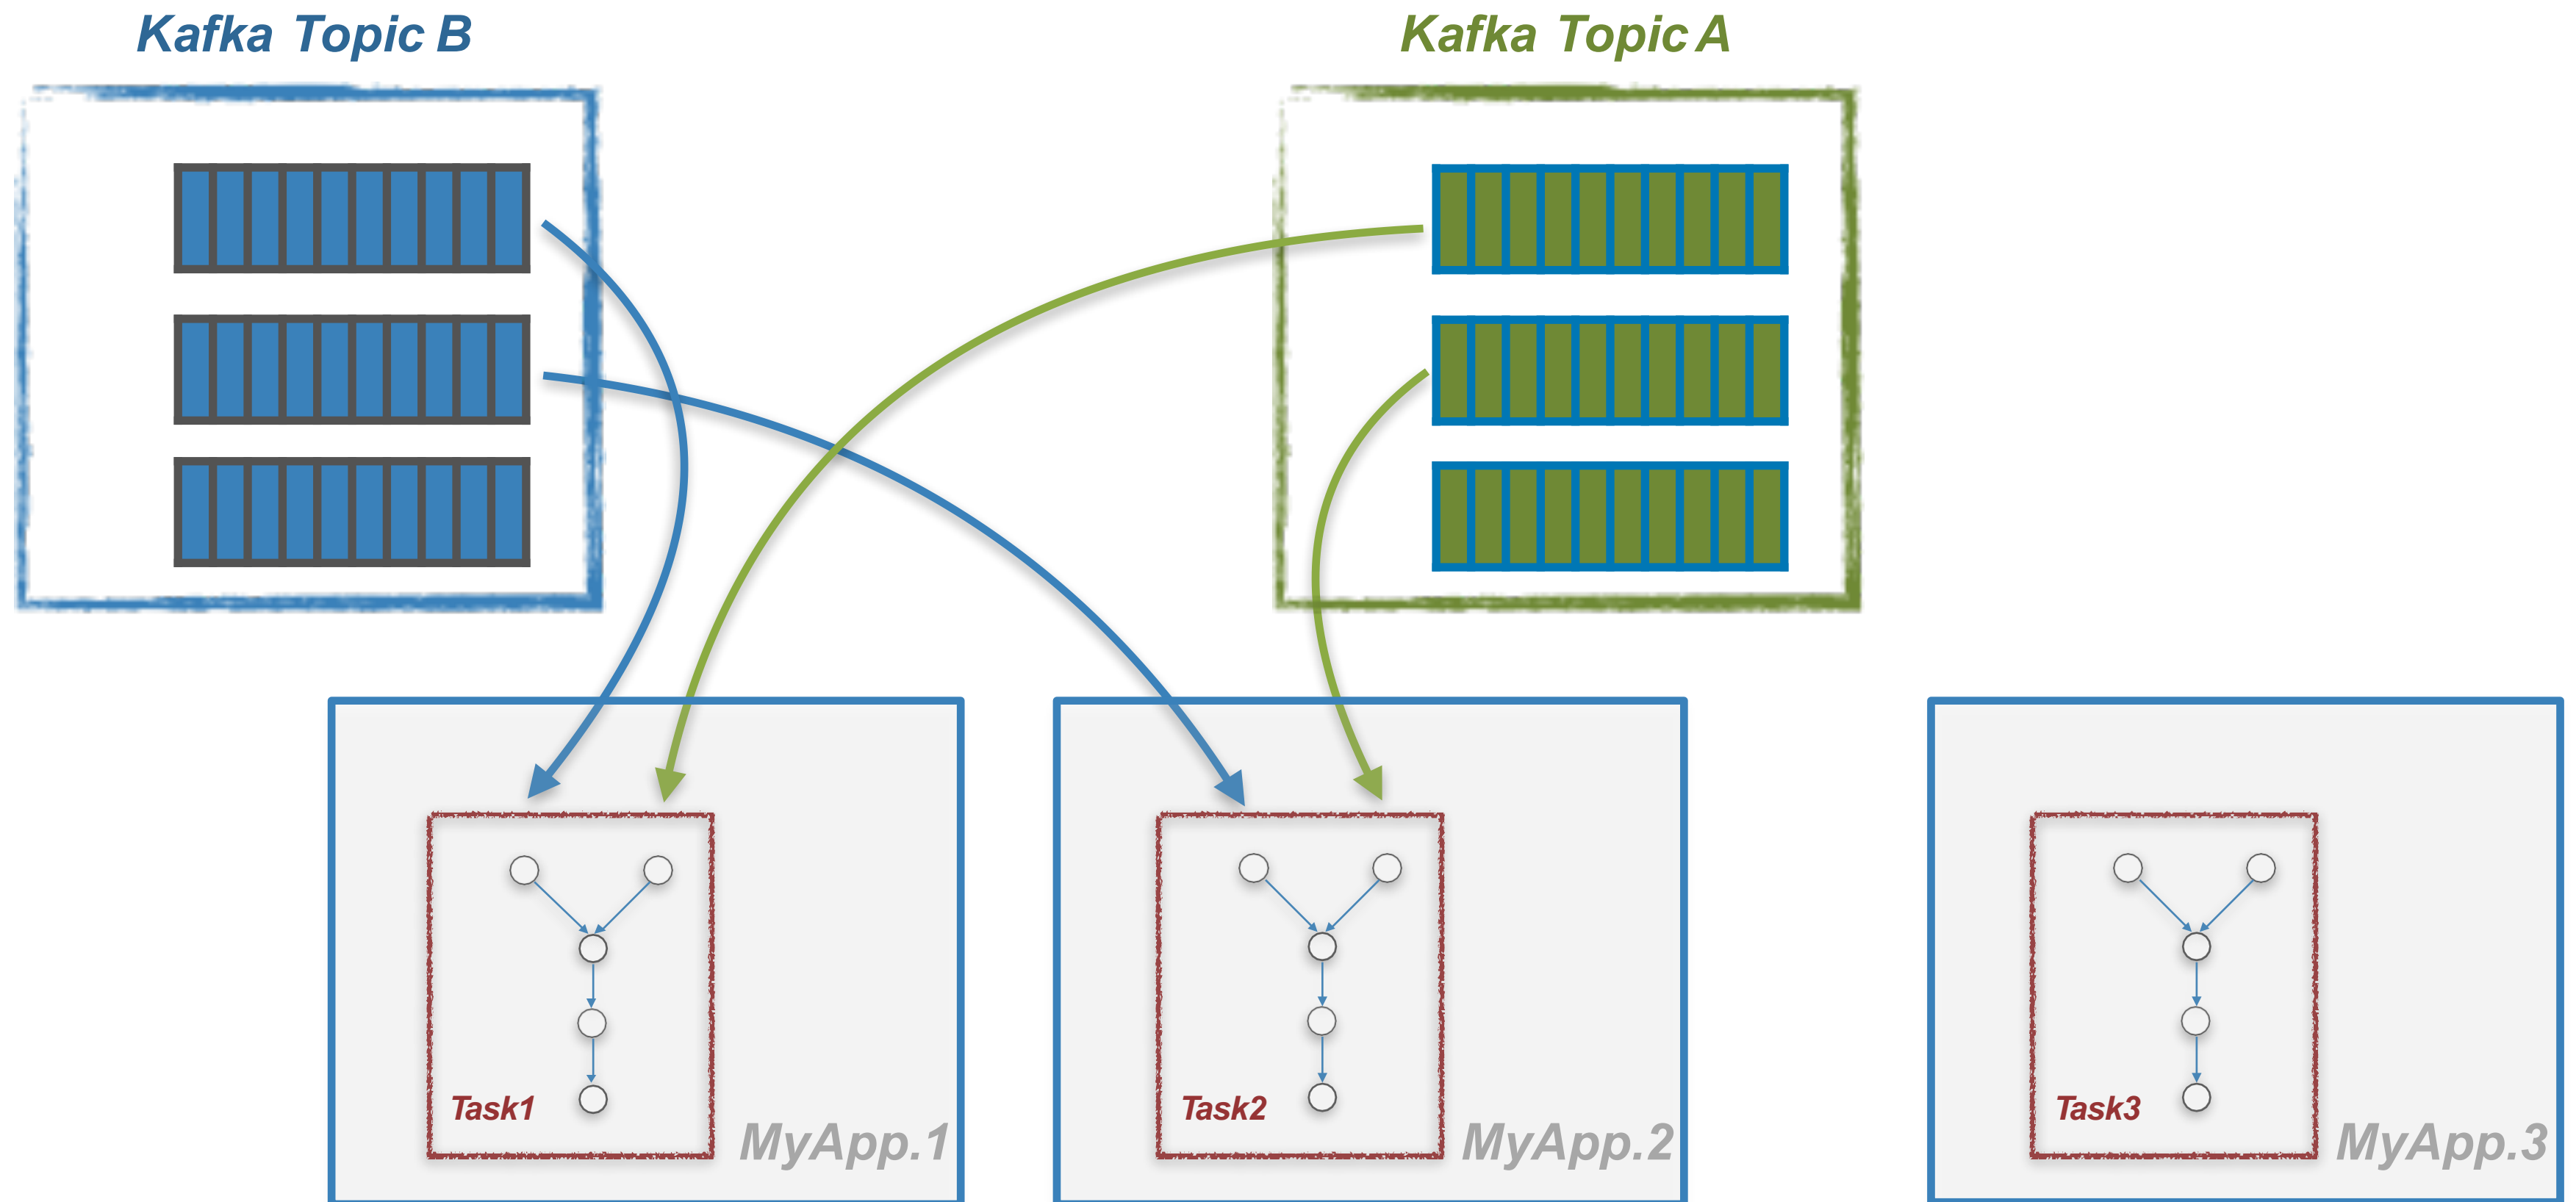 Kafka Topic B
Kafka Topic A
Task1
MyApp.1
Task2
MyApp.2
Task3
MyApp.3